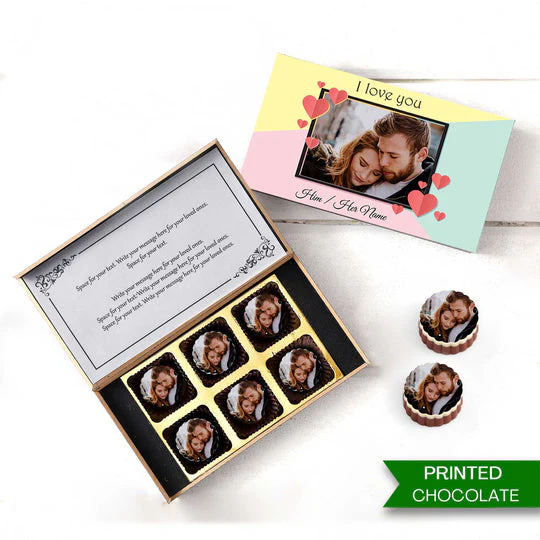 I love you
Him / Her Name
Space for your text. Write your message here for your loved ones.
Space for your text.
Write your message here for your loved ones.
Space for your text. Write your message here for your loved ones.
Space for your text. Write your message here for your loved ones.
PRINTED
CHOCOLATE